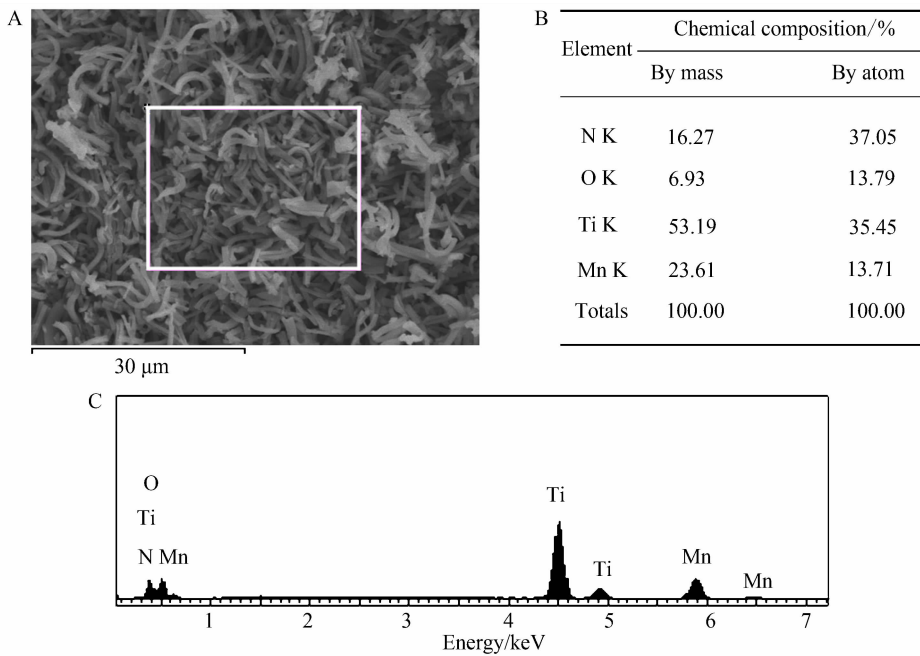 A
30 μm
B
Element Chemical composition/%
By mass By atom
N K 16.27 37.05
O K 6.93 13.79
Ti K 53.19 35.45
Mn K 23.61 13.71
Totals 100.00 100.00
C
O
Ti
N Mn
Ti
Ti
Mn
Mn
1 2 3 4 5 6 7
Energy/keV